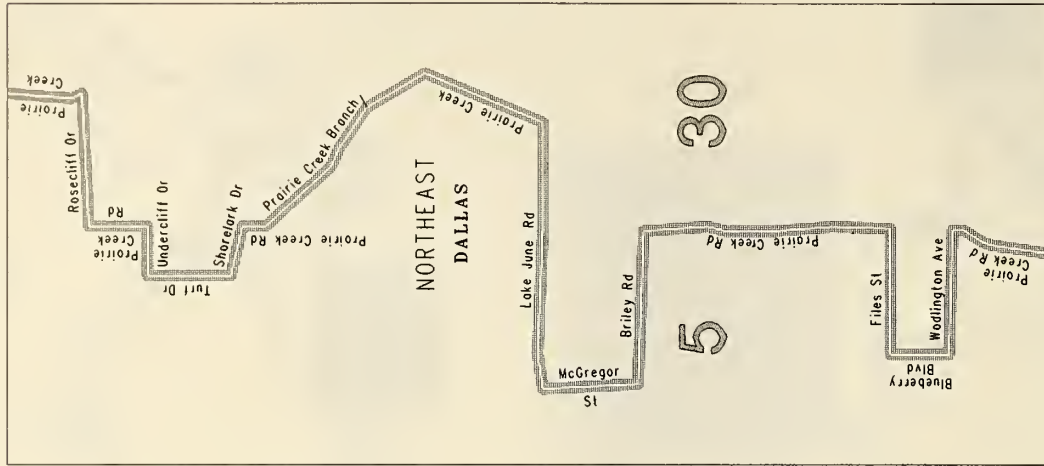 Creek
Prairie
Rosecliff Dr
Rd
Prairie
Creek
Undercliff Dr
Turf Dr
Shorelark Dr
Prairie Creek Rd
Prairie Creek Branch
Prairie Creek
NORTHEAST
DALLAS
Lake June Rd
30
McGregor
St
Briley Rd
5
Prairie Creek
Rd
Files St
Blueberry
Blvd
Wadlington Ave
Prairie
Creek Rd